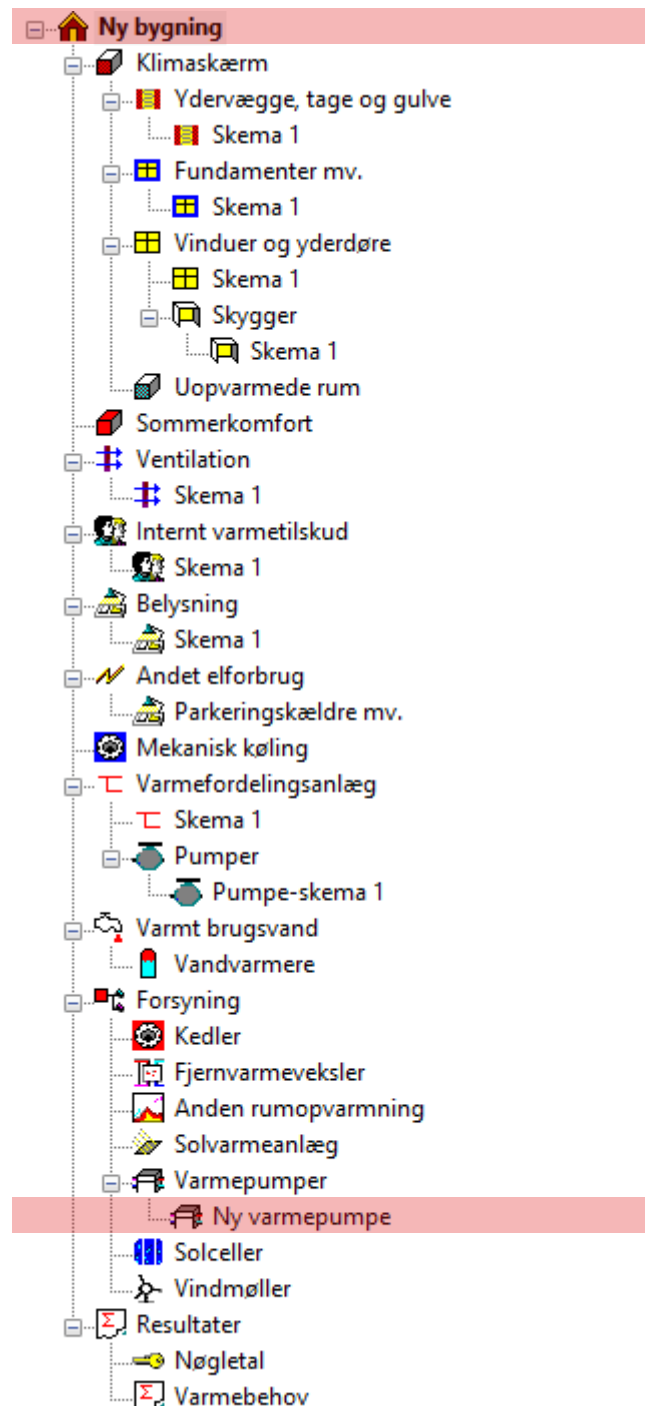 Ny bygning
Klimaskærm
Ydervægge, tage og gulve
Skema 1
Fundamenter mv.
Skema 1
Vinduer og yderdøre
Skema 1
Skygger
Skema 1
Uopvarmede rum
Sommerkomfort
Ventilation
Skema 1
Internt varmetilskud
Skema 1
Belysning
Skema 1
Andet elforbrug
Parkeringskældre mv.
Mekanisk køling
Varmefordelingsanlæg
Skema 1
Pumper
Pumpe-skema 1
Varmt brugsvand
Vandvarmere
Forsyning
Kedler
Fjernvarmeveksler
Anden rumopvarmning
Solvarmeanlæg
Varmepumper
Ny varmepumpe
Solceller
Vindmøller
Resultater
Nøgletal
Varmebehov